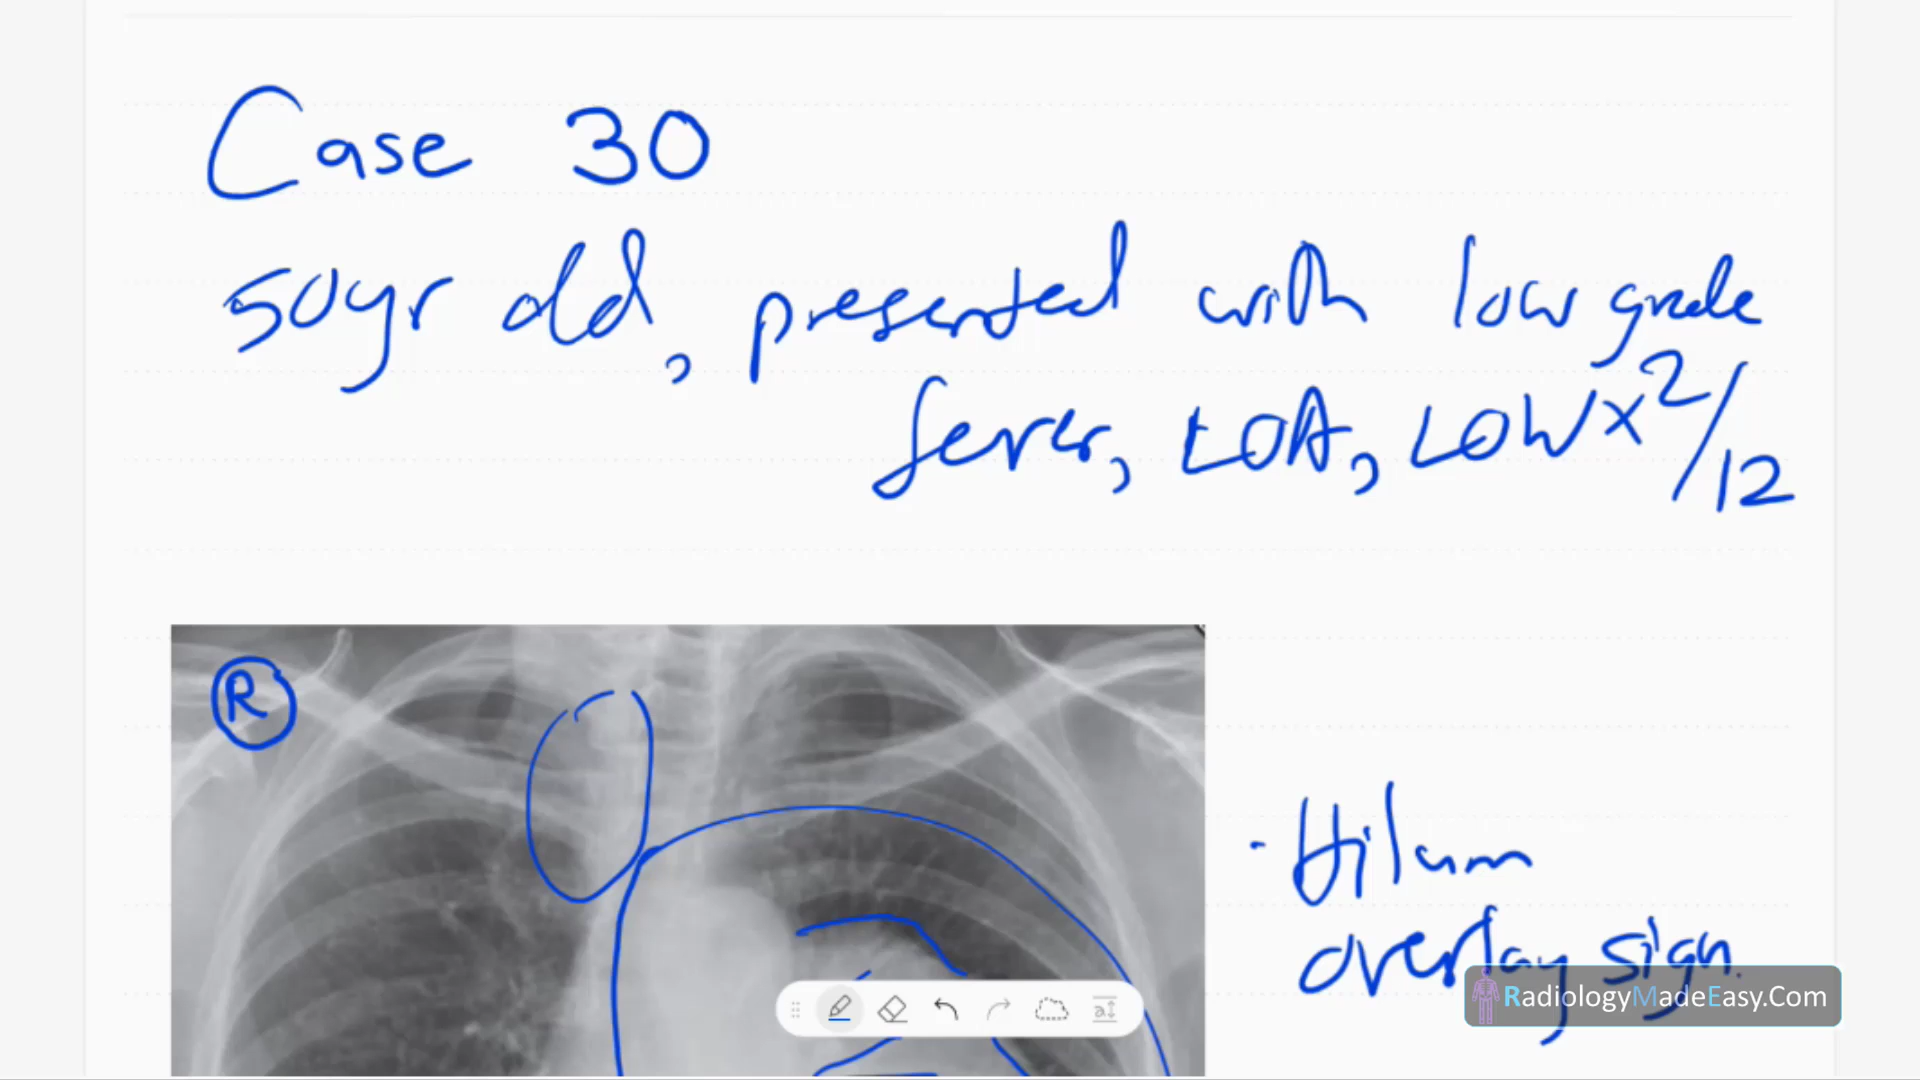 Case 30
50yr old, presented with low grade
fever, LOA, LOW x 2/12
R
- Hilum
overlay sign.
RadiologyMadeEasy.Com